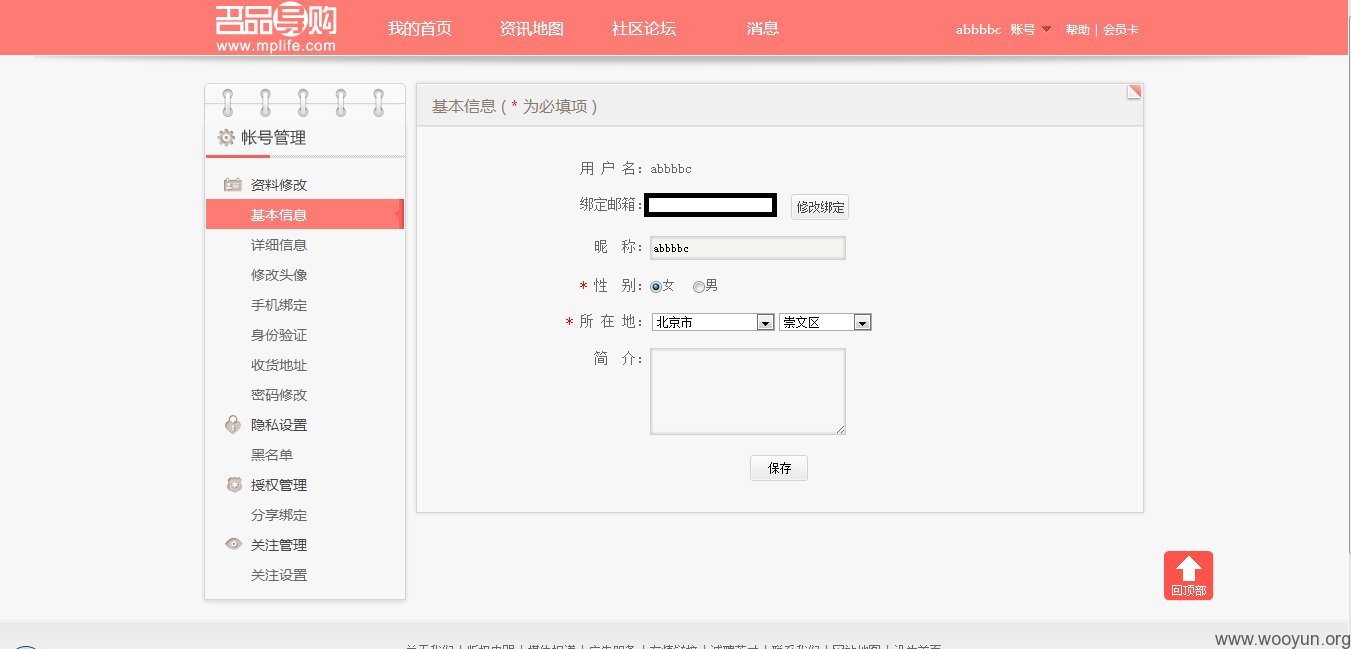 名品导购
www.mplife.com
我的首页 资讯地图 社区论坛 消息
abbbbc 账号 帮助 | 会员卡
帐号管理
资料修改
基本信息
详细信息
修改头像
手机绑定
身份验证
收货地址
密码修改
隐私设置
黑名单
授权管理
分享绑定
关注管理
关注设置
基本信息 ( * 为必填项 )
用 户 名: abbbbc
绑定邮箱: 修改绑定
昵 称: abbbbc
* 性 别: 女 男
* 所 在 地: 北京市 崇文区
简 介:
保存
回顶部
www.wooyun.org